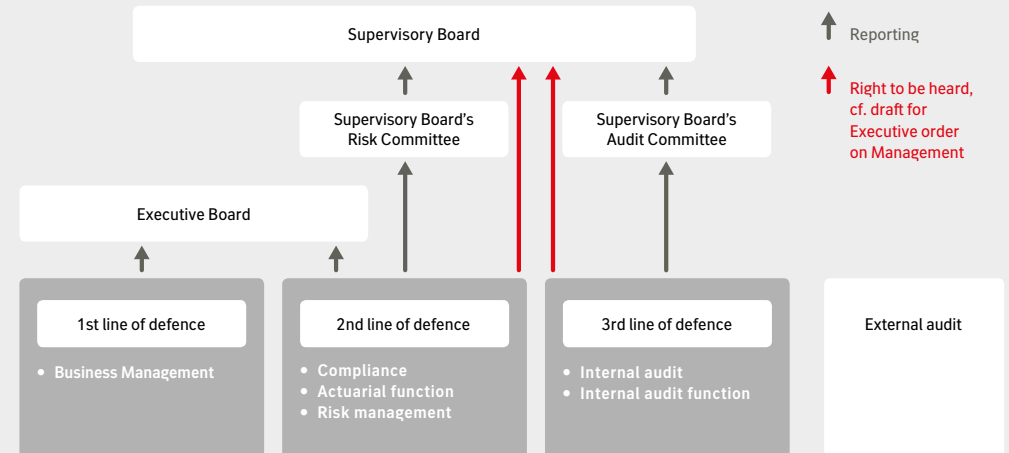 Supervisory Board
Reporting
Right to be heard,
cf. draft for
Executive order
on Management
Supervisory Board’s
Risk Committee
Supervisory Board’s
Audit Committee
Executive Board
1st line of defence
• Business Management
2nd line of defence
• Compliance
• Actuarial function
• Risk management
3rd line of defence
• Internal audit
• Internal audit function
External audit